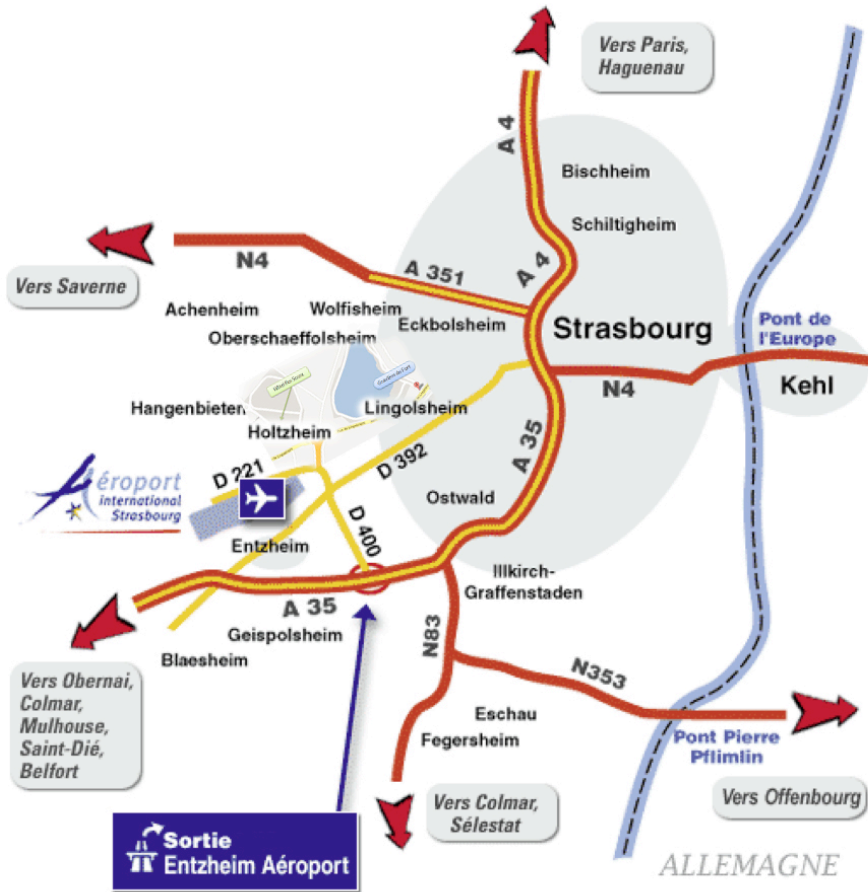 Vers Paris,
Haguenau
A 4
Bischheim
Schiltigheim
A 4
N4
A 351
Vers Saverne
Achenheim
Wolfisheim
Oberschaeffolsheim
Eckbolsheim
Strasbourg
Pont de
l'Europe
N4
Kehl
Hangenbieten
Lingolsheim
Holtzheim
D 221
D 392
A 35
Aéroport
international
Strasbourg
Ostwald
D 400
Entzheim
Illkirch-
Graffenstaden
A 35
Geispolsheim
Blaesheim
N83
N353
Vers Obernai,
Colmar,
Mulhouse,
Saint-Dié,
Belfort
Eschau
Fegersheim
Pont Pierre
Pflimlin
Vers Colmar,
Sélestat
Vers Offenbourg
Sortie
Entzheim Aéroport
ALLEMAGNE